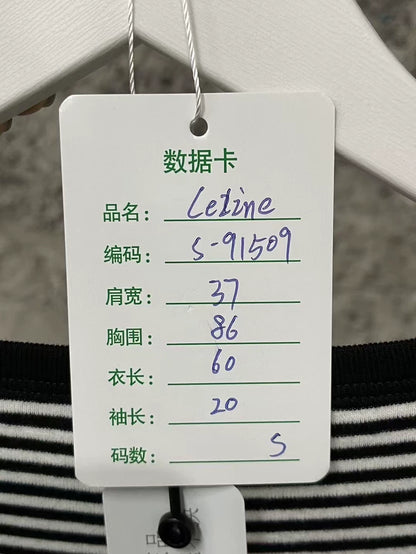 数据卡
品名： Celine
编码： S-91509
肩宽： 37
胸围： 86
衣长： 60
袖长： 20
码数： S